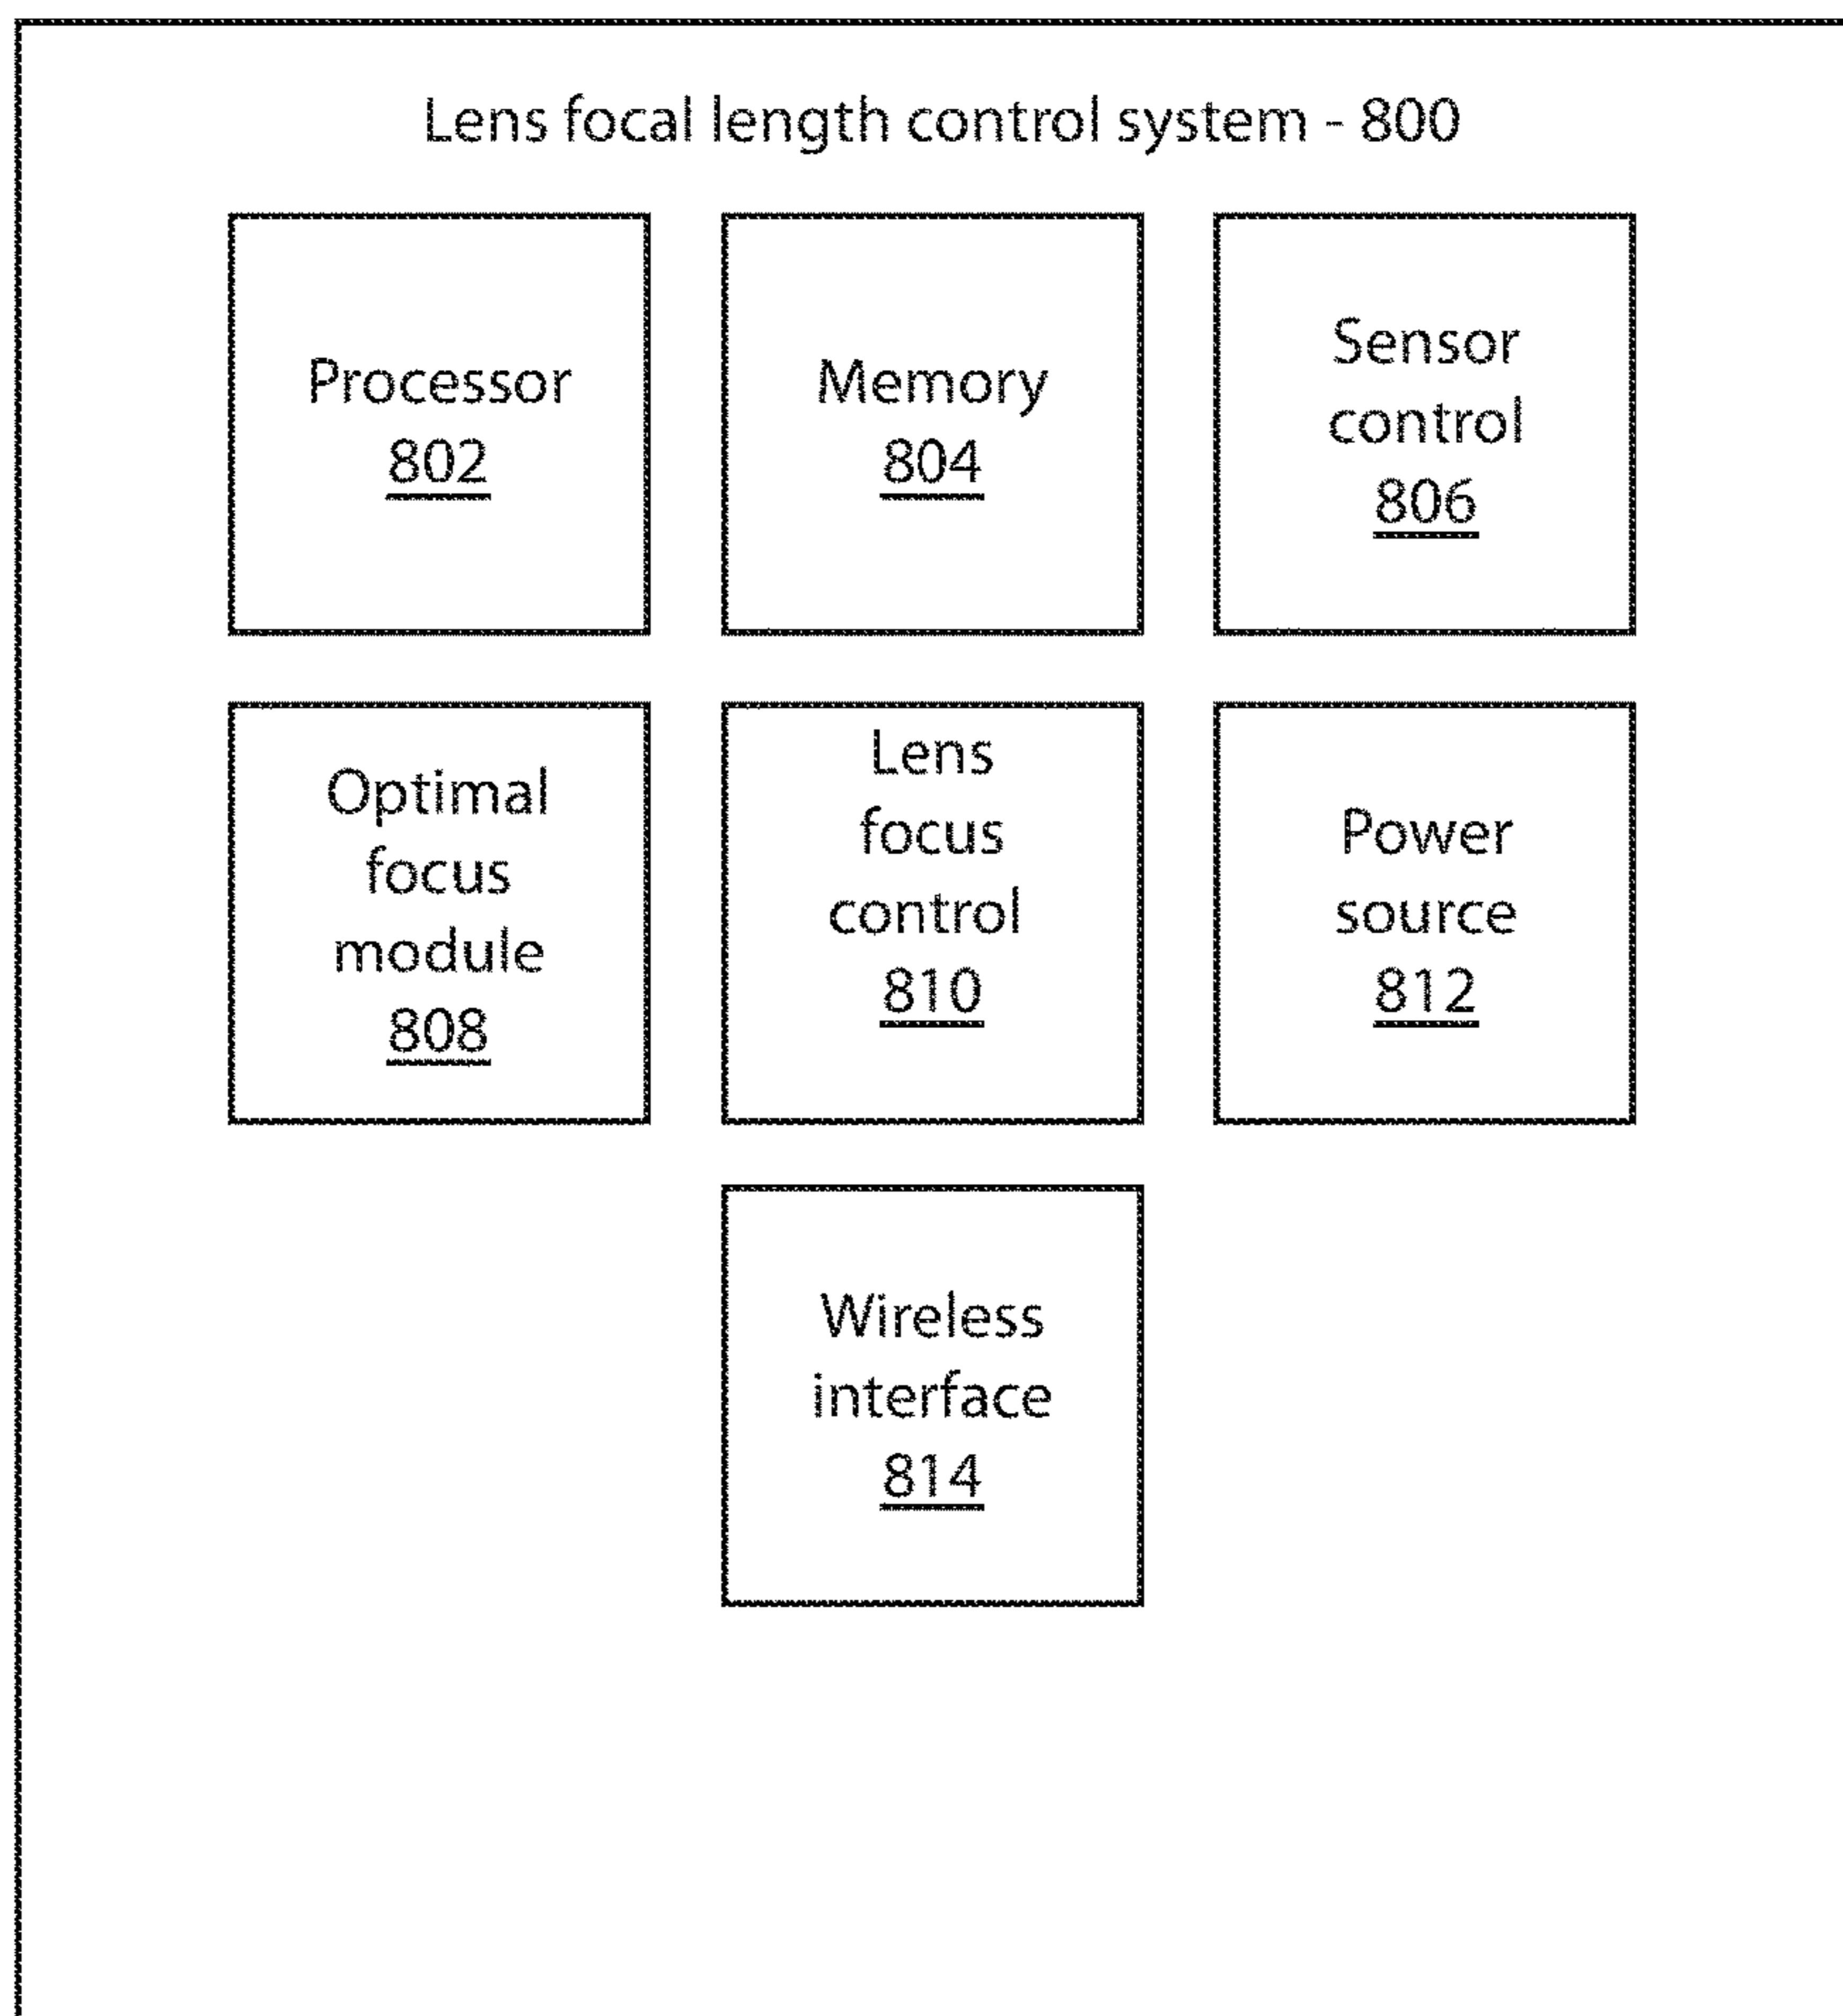 Lens focal length control system - 800
Processor
802
Memory
804
Sensor
control
806
Optimal
focus
module
808
Lens
focus
control
810
Power
source
812
Wireless
interface
814